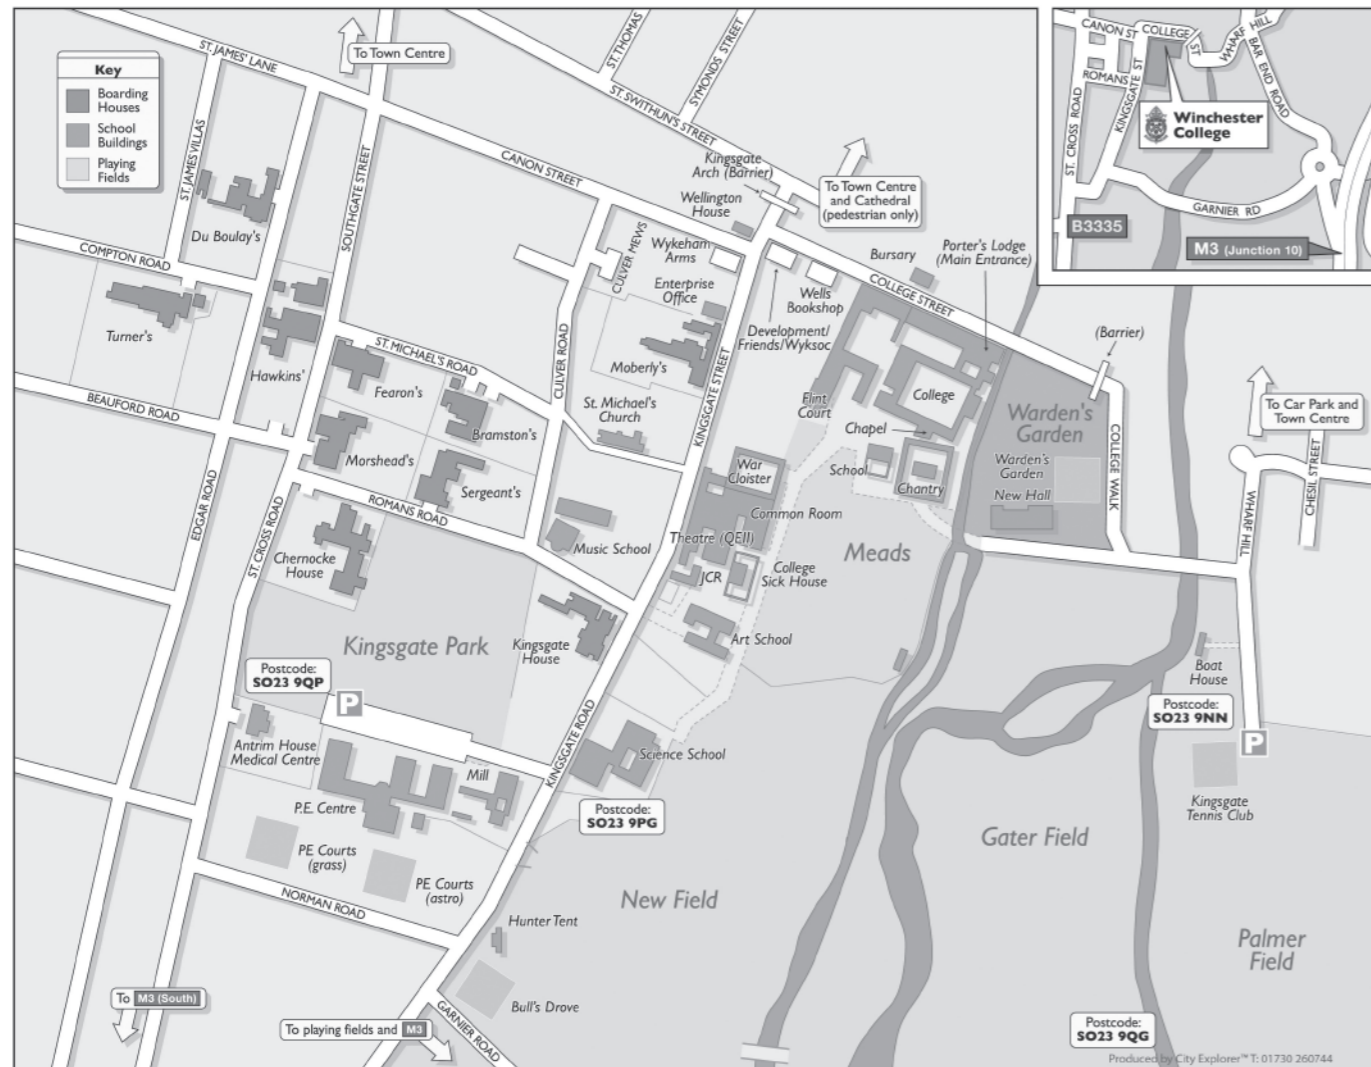 ST. JAMES' LANE
To Town Centre
ST. THOMAS
SYMONDS STREET
ST. SWITHUN'S STREET
CANON ST
COLLEGE
ST
WHARF HILL
BAR END ROAD
ROMANS
KINGSGATE ST
ST. CROSS ROAD
Winchester
College
GARNIER RD
B3335
M3 (Junction 10)
Key
Boarding
Houses
School
Buildings
Playing
Fields
ST. JAMES VILLAS
SOUTHGATE STREET
CANON STREET
Kingsgate
Arch (Barrier)
To Town Centre
and Cathedral
(pedestrian only)
Wellington
House
Du Boulay's
COMPTON ROAD
CULVER MEWS
Wykeham
Arms
Enterprise
Office
Bursary
Porter's Lodge
(Main Entrance)
COLLEGE STREET
Wells
Bookshop
Development/
Friends/Wyksoc
(Barrier)
Turner's
Hawkins'
ST. MICHAEL'S ROAD
CULVER ROAD
Moberly's
KINGSGATE STREET
Fearon's
BEAUFORD ROAD
St. Michael's
Church
Flint
Court
College
Warden's
Garden
To Car Park and
Town Centre
Chapel
COLLEGE WALK
CHESIL STREET
Bramston's
Morshead's
War
Cloister
School
Chantry
Warden's
Garden
New Hall
Sergeant's
EDGAR ROAD
ST. CROSS ROAD
ROMANS ROAD
WHARF HILL
Common Room
Theatre (QEII)
Music School
Meads
Chernocke
House
JCR
College
Sick House
Kingsgate Park
Kingsgate
House
Art School
Boat
House
Postcode:
SO23 9QP
P
Postcode:
SO23 9NN
P
Antrim House
Medical Centre
KINGSGATE ROAD
Science School
Mill
P.E. Centre
Postcode:
SO23 9PG
Kingsgate
Tennis Club
PE Courts
(grass)
PE Courts
(astro)
Gater Field
NORMAN ROAD
New Field
Hunter Tent
Palmer
Field
To M3 (South)
Bull's Drove
To playing fields and M3
GARNIER ROAD
Postcode:
SO23 9QG
Produced by City Explorer™ T: 01730 260744